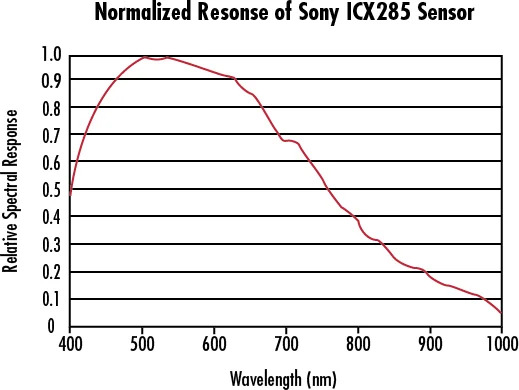 Normalized Resonse of Sony ICX285 Sensor
Relative Spectral Response
1.0
0.9
0.8
0.7
0.6
0.5
0.4
0.3
0.2
0.1
0
400 500 600 700 800 900 1000
Wavelength (nm)